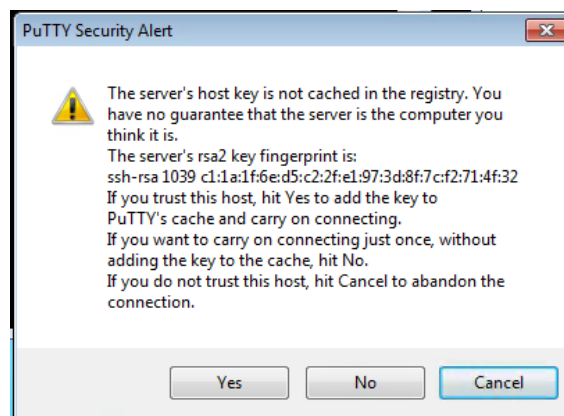 PuTTY Security Alert
The server's host key is not cached in the registry. You
have no guarantee that the server is the computer you
think it is.
The server's rsa2 key fingerprint is:
ssh-rsa 1039 c1:1a:1f:6e:d5:c2:2f:e1:97:3d:8f:7c:f2:71:4f:32
If you trust this host, hit Yes to add the key to
PuTTY's cache and carry on connecting.
If you want to carry on connecting just once, without
adding the key to the cache, hit No.
If you do not trust this host, hit Cancel to abandon the
connection.
Yes No Cancel